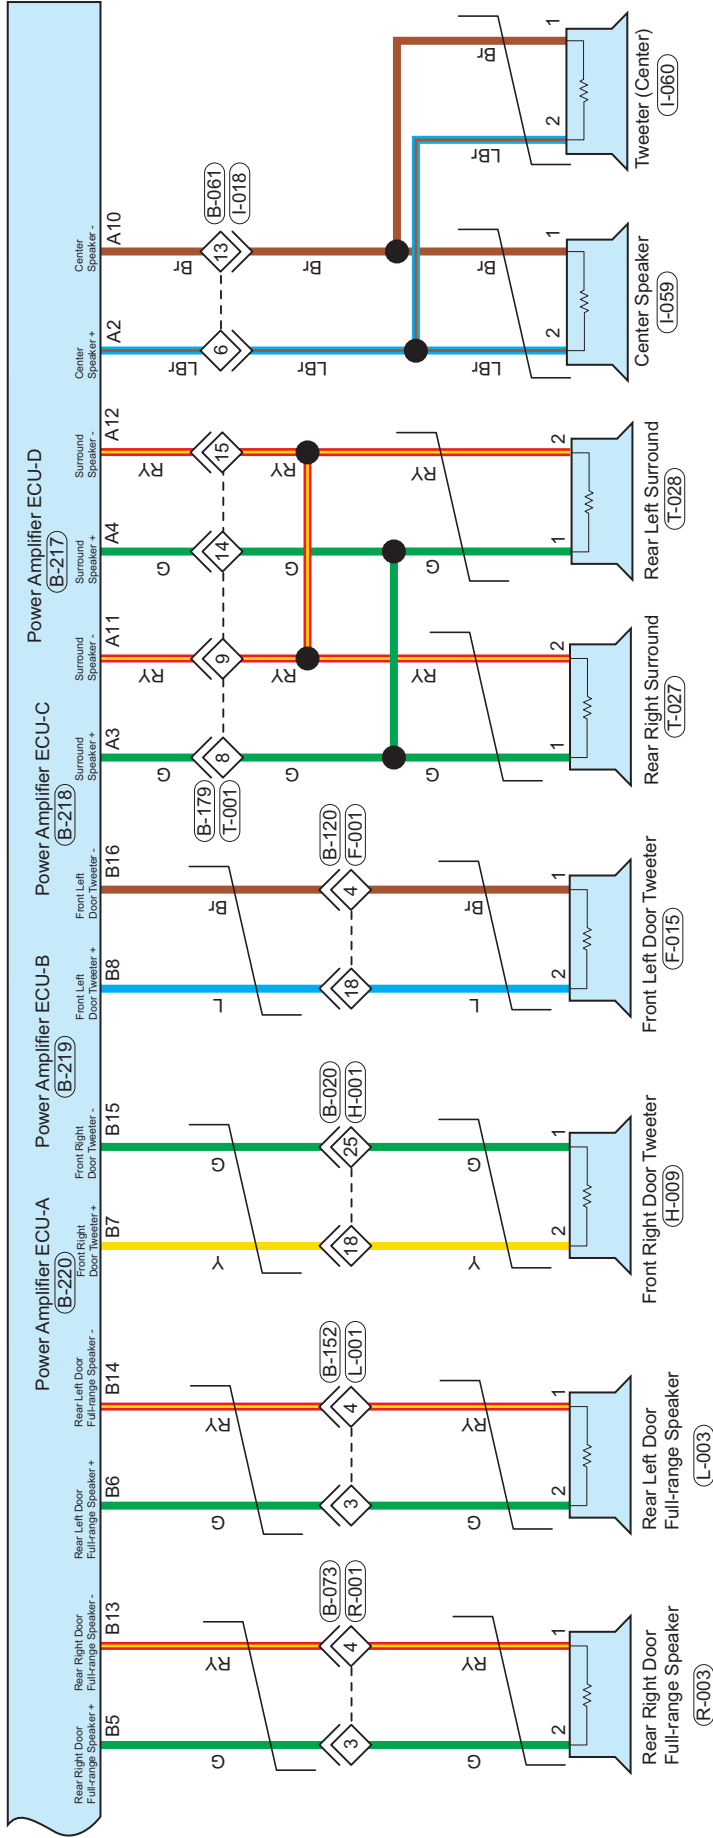 Power Amplifier ECU-A
B-220
Power Amplifier ECU-B
B-219
Power Amplifier ECU-C
B-218
Power Amplifier ECU-D
B-217
Rear Right Door
Full-range Speaker +
Rear Right Door
Full-range Speaker -
Rear Left Door
Full-range Speaker +
Rear Left Door
Full-range Speaker -
Front Right
Door Tweeter +
Front Right
Door Tweeter -
Front Left
Door Tweeter +
Front Left
Door Tweeter -
Surround
Speaker +
Surround
Speaker -
Surround
Speaker +
Surround
Speaker -
Center
Speaker +
Center
Speaker -
B5
B13
B6
B14
B7
B15
B8
B16
A3
A11
A4
A12
A2
A10
G
RY
G
RY
Y
G
L
Br
G
RY
G
RY
LBr
Br
B-179
T-001
8
9
14
15
B-061
I-018
6
13
G
RY
G
RY
LBr
Br
B-073
R-001
3
4
B-152
L-001
3
4
B-020
H-001
18
25
B-120
F-001
18
4
G
RY
G
RY
Y
G
L
Br
G
RY
G
RY
LBr
Br
LBr
Br
2
1
2
1
2
1
2
1
1
2
1
2
2
1
2
1
Rear Right Door
Full-range Speaker
R-003
Rear Left Door
Full-range Speaker
L-003
Front Right Door Tweeter
H-009
Front Left Door Tweeter
F-015
Rear Right Surround
T-027
Rear Left Surround
T-028
Center Speaker
I-059
Tweeter (Center)
I-060